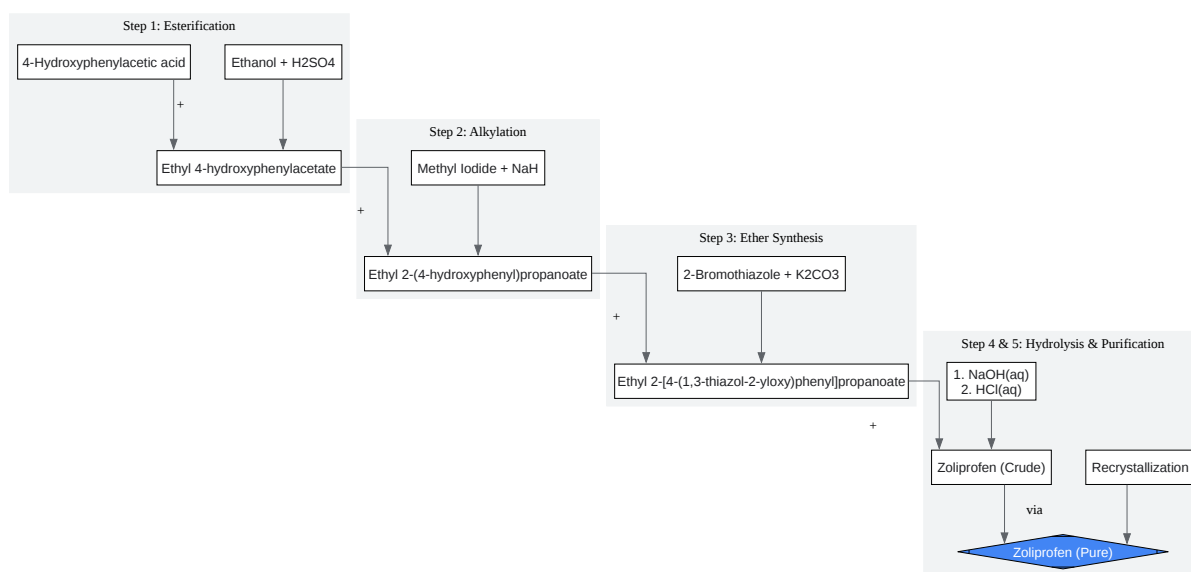 Step 1: Esterification
4-Hydroxyphenylacetic acid
Ethanol + H2SO4
+
Ethyl 4-hydroxyphenylacetate
Step 2: Alkylation
Methyl Iodide + NaH
+
Ethyl 2-(4-hydroxyphenyl)propanoate
Step 3: Ether Synthesis
2-Bromothiazole + K2CO3
+
Ethyl 2-[4-(1,3-thiazol-2-yloxy)phenyl]propanoate
Step 4 & 5: Hydrolysis & Purification
1. NaOH(aq)
2. HCl(aq)
+
Zoliprofen (Crude)
Recrystallization
via
Zoliprofen (Pure)